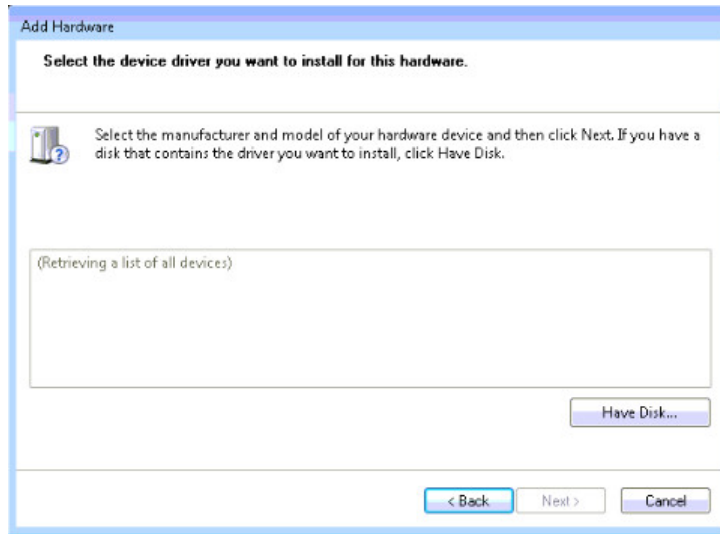 Add Hardware
Select the device driver you want to install for this hardware.
Select the manufacturer and model of your hardware device and then click Next. If you have a
disk that contains the driver you want to install, click Have Disk.
(Retrieving a list of all devices)
Have Disk...
< Back
Next >
Cancel